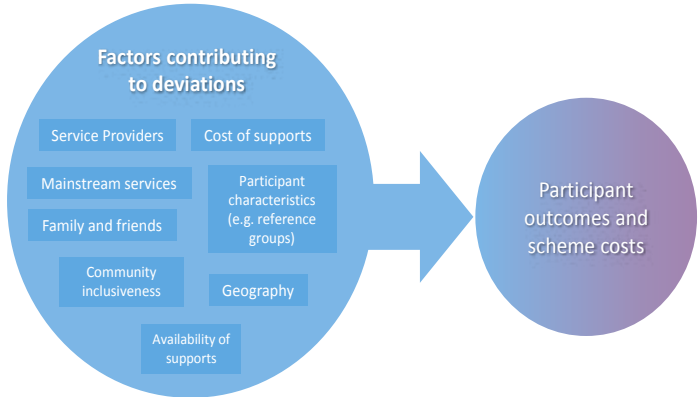 Factors contributing
to deviations
Service Providers
Cost of supports
Mainstream services
Participant
characteristics
(e.g. reference
groups)
Family and friends
Community
inclusiveness
Geography
Availability of
supports
Participant
outcomes and
scheme costs